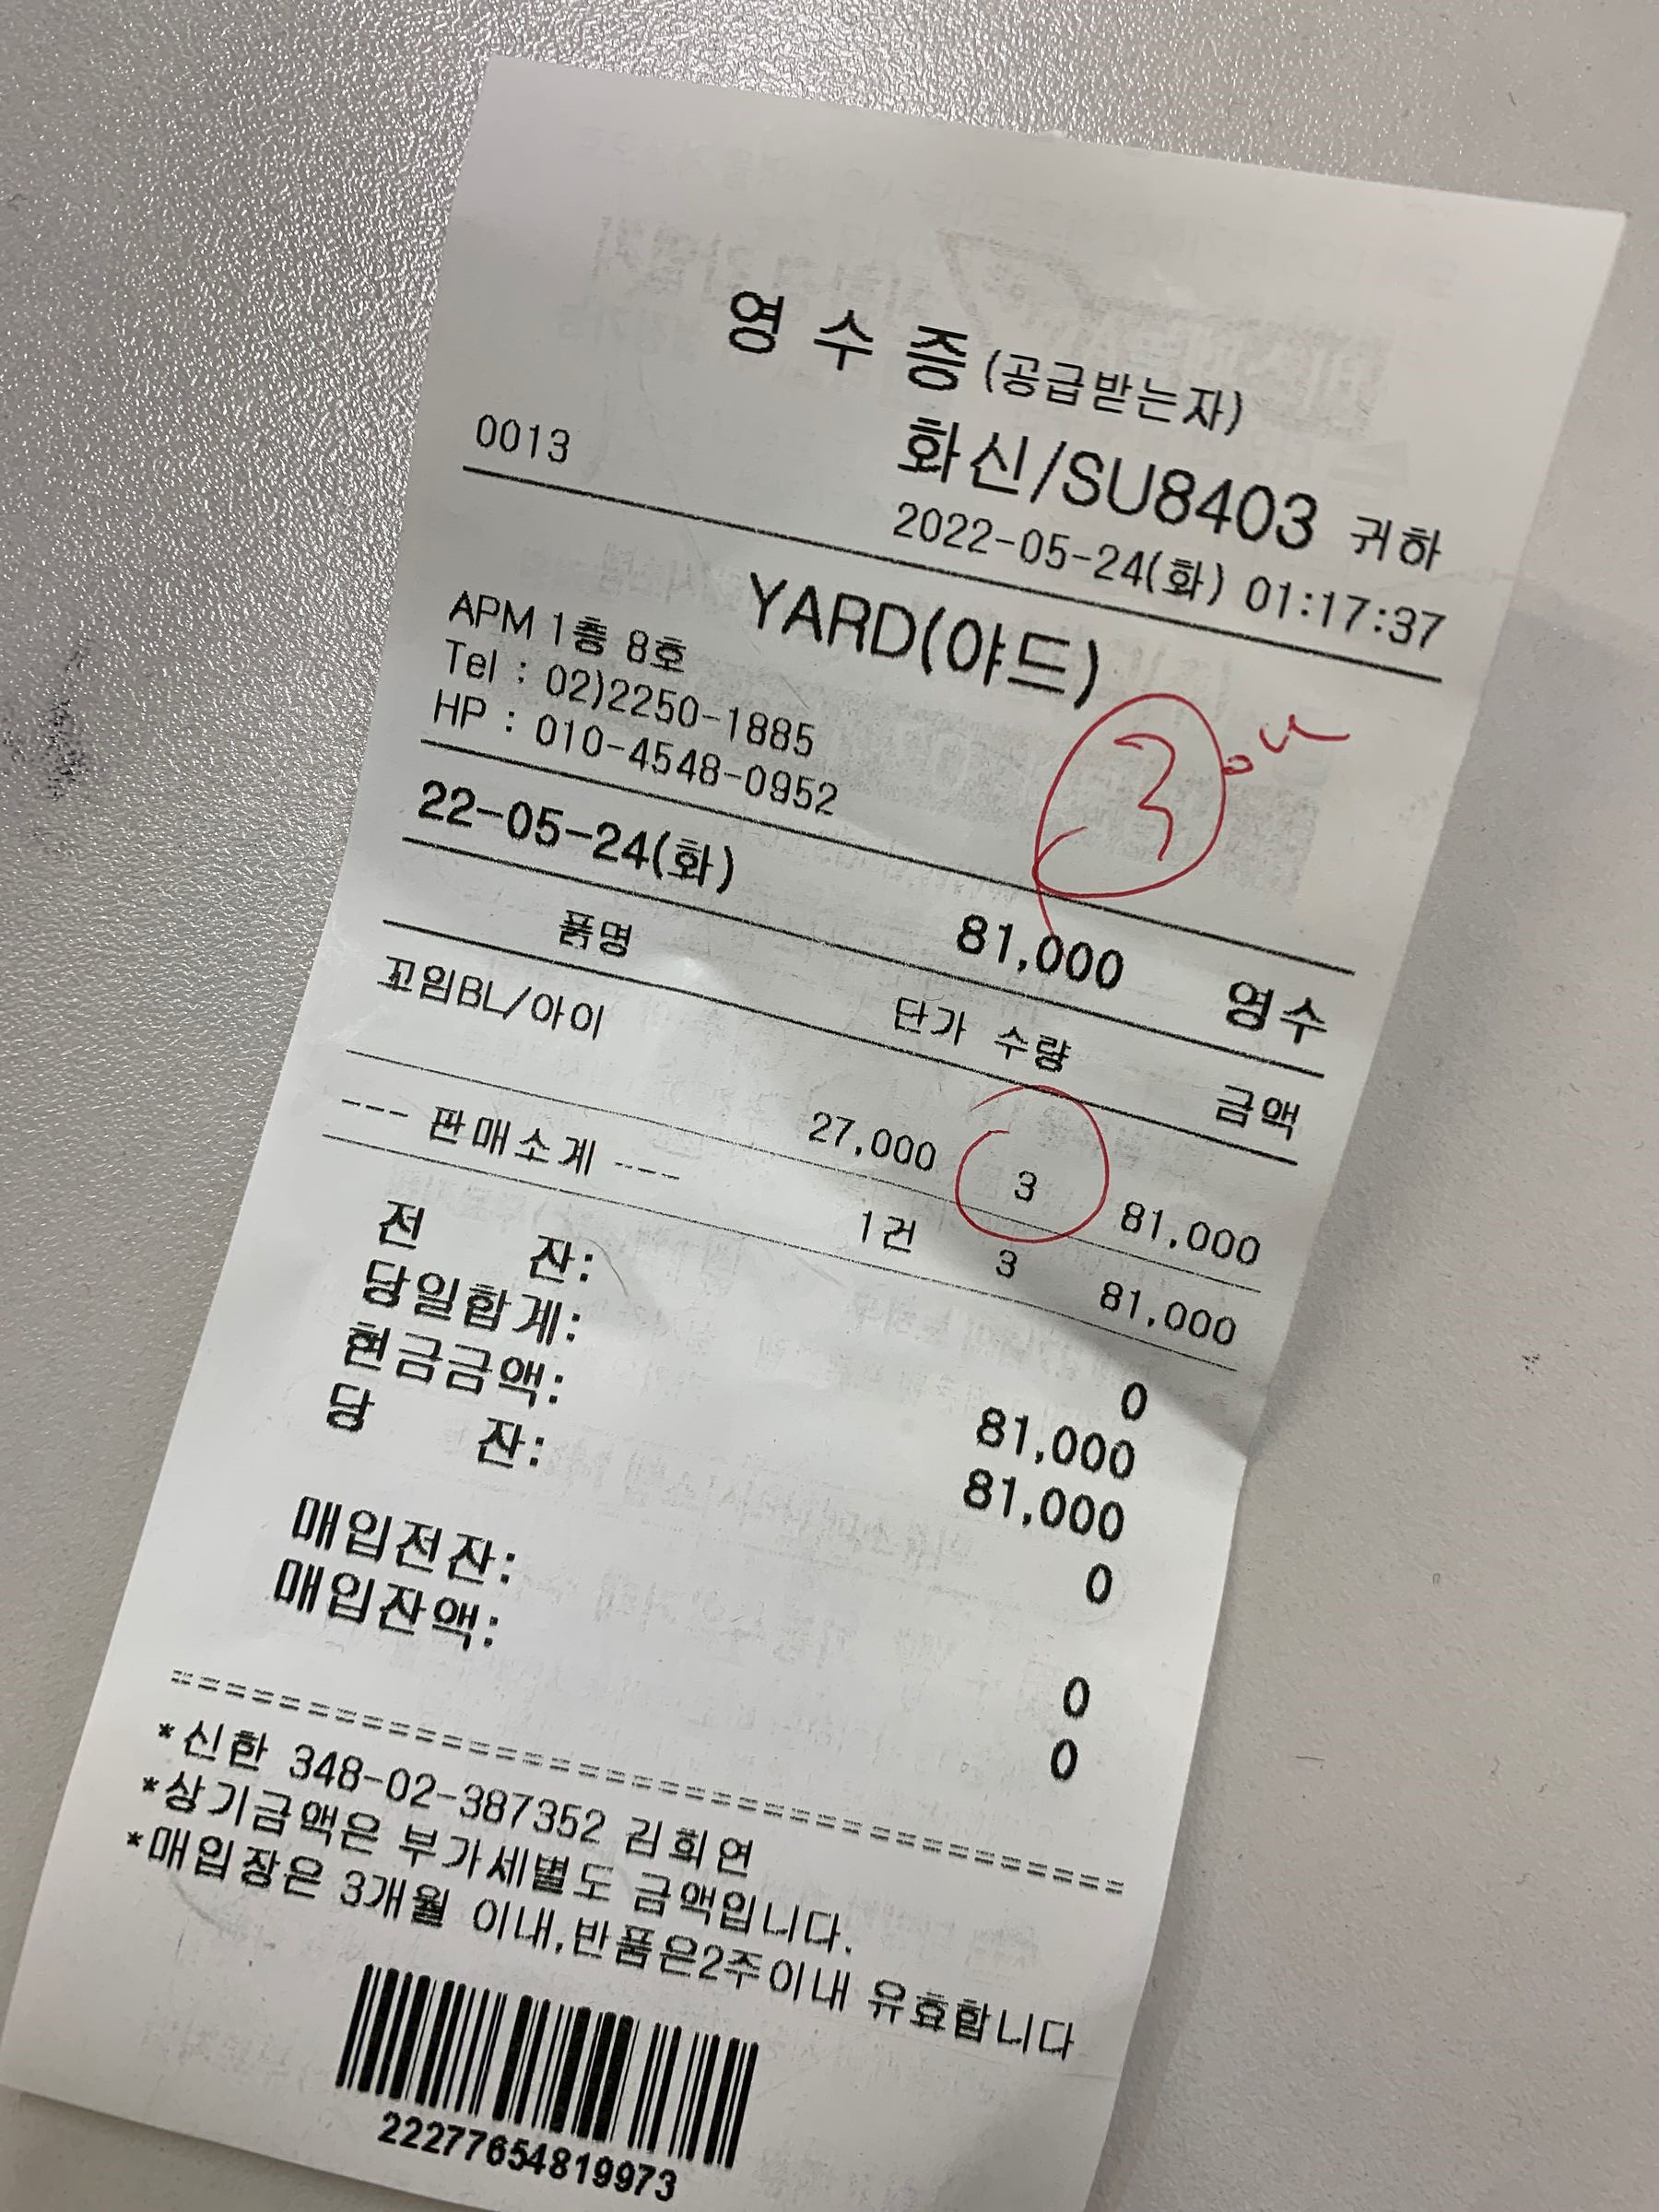 영 수 증 (공급받는자)
화신/SU8403 귀하
0013
2022-05-24(화) 01:17:37
YARD(야드)
APM 1층 8호
Tel : 02)2250-1885
HP : 010-4548-0952
3
22-05-24(화) 81,000 영수
품명 단가 수량 금액
꼬임BL/아이
27,000 3 81,000
--- 판매소계 --- 1건 3 81,000
전 잔: 0
당일합계: 81,000
현금금액: 81,000
당 잔: 0
매입전잔: 0
매입잔액: 0
*신한 348-02-387352 김희연
*상기금액은 부가세별도 금액입니다.
*매입장은 3개월 이내,반품은2주이내 유효합니다
22277654819973